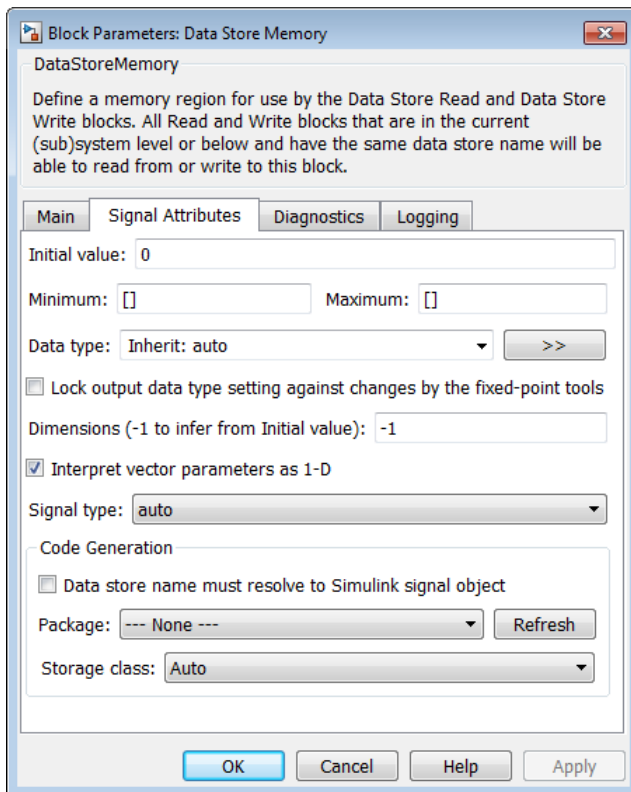 Block Parameters: Data Store Memory
DataStoreMemory
Define a memory region for use by the Data Store Read and Data Store
Write blocks. All Read and Write blocks that are in the current
(sub)system level or below and have the same data store name will be
able to read from or write to this block.
Main Signal Attributes Diagnostics Logging
Initial value: 0
Minimum: [] Maximum: []
Data type: Inherit: auto >>
Lock output data type setting against changes by the fixed-point tools
Dimensions (-1 to infer from Initial value): -1
Interpret vector parameters as 1-D
Signal type: auto
Code Generation
Data store name must resolve to Simulink signal object
Package: --- None --- Refresh
Storage class: Auto
OK Cancel Help Apply